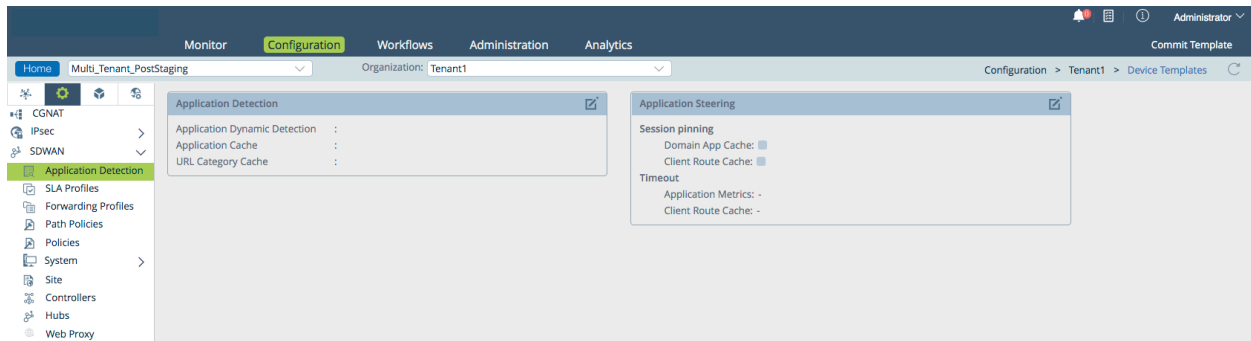 0
Administrator
Monitor
Configuration
Workflows
Administration
Analytics
Commit Template
Home
Multi_Tenant_PostStaging
Organization: Tenant1
Configuration > Tenant1 > Device Templates
CGNAT
IPsec
SDWAN
Application Detection
SLA Profiles
Forwarding Profiles
Path Policies
Policies
System
Site
Controllers
Hubs
Web Proxy
Application Detection
Application Dynamic Detection :
Application Cache :
URL Category Cache :
Application Steering
Session pinning
Domain App Cache:
Client Route Cache:
Timeout
Application Metrics: -
Client Route Cache: -